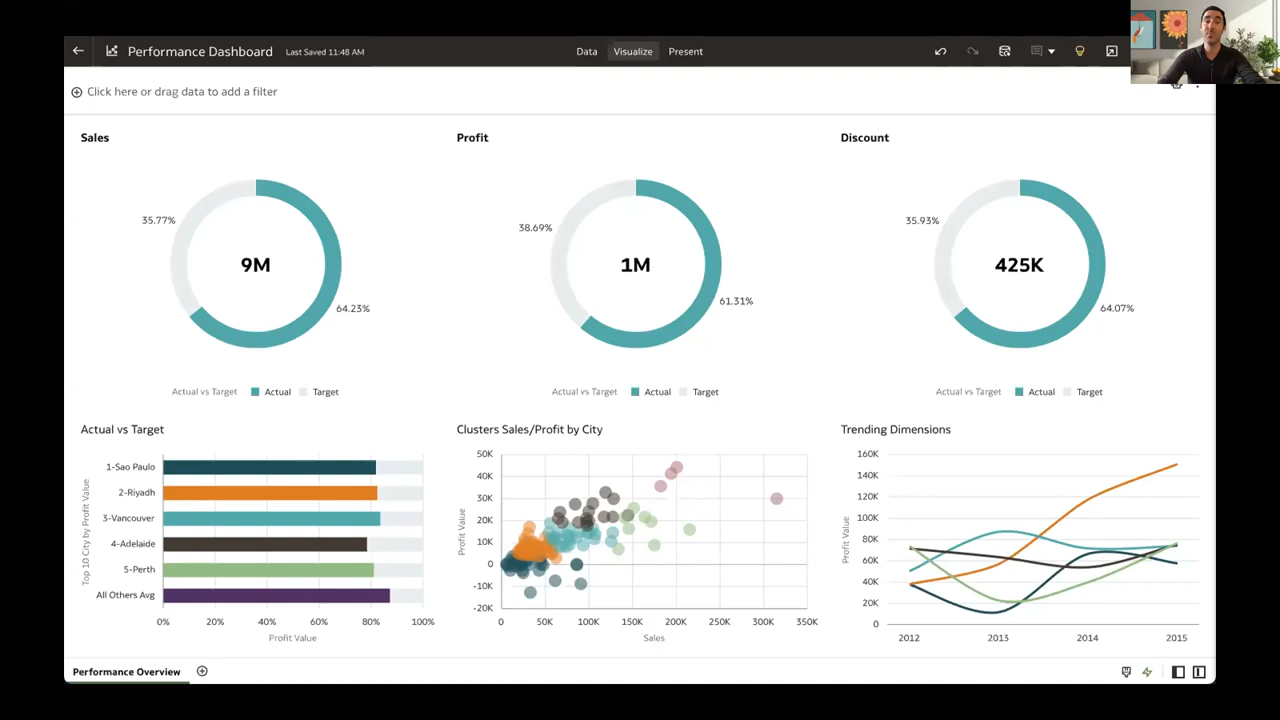 Performance Dashboard
Last Saved 11:48 AM
Data
Visualize
Present
Click here or drag data to add a filter
Sales
35.77%
9M
64.23%
Actual vs Target
Actual
Target
Profit
38.69%
1M
61.31%
Actual vs Target
Actual
Target
Discount
35.93%
425K
64.07%
Actual vs Target
Actual
Target
Actual vs Target
Top 10 City by Profit Value
1-Sao Paulo
2-Riyadh
3-Vancouver
4-Adelaide
5-Perth
All Others Avg
0%
20%
40%
60%
80%
100%
Profit Value
Clusters Sales/Profit by City
Profit Value
50K
40K
30K
20K
10K
0
-10K
-20K
0
50K
100K
150K
200K
250K
300K
350K
Sales
Trending Dimensions
Profit Value
160K
140K
120K
100K
80K
60K
40K
20K
0
2012
2013
2014
2015
Performance Overview